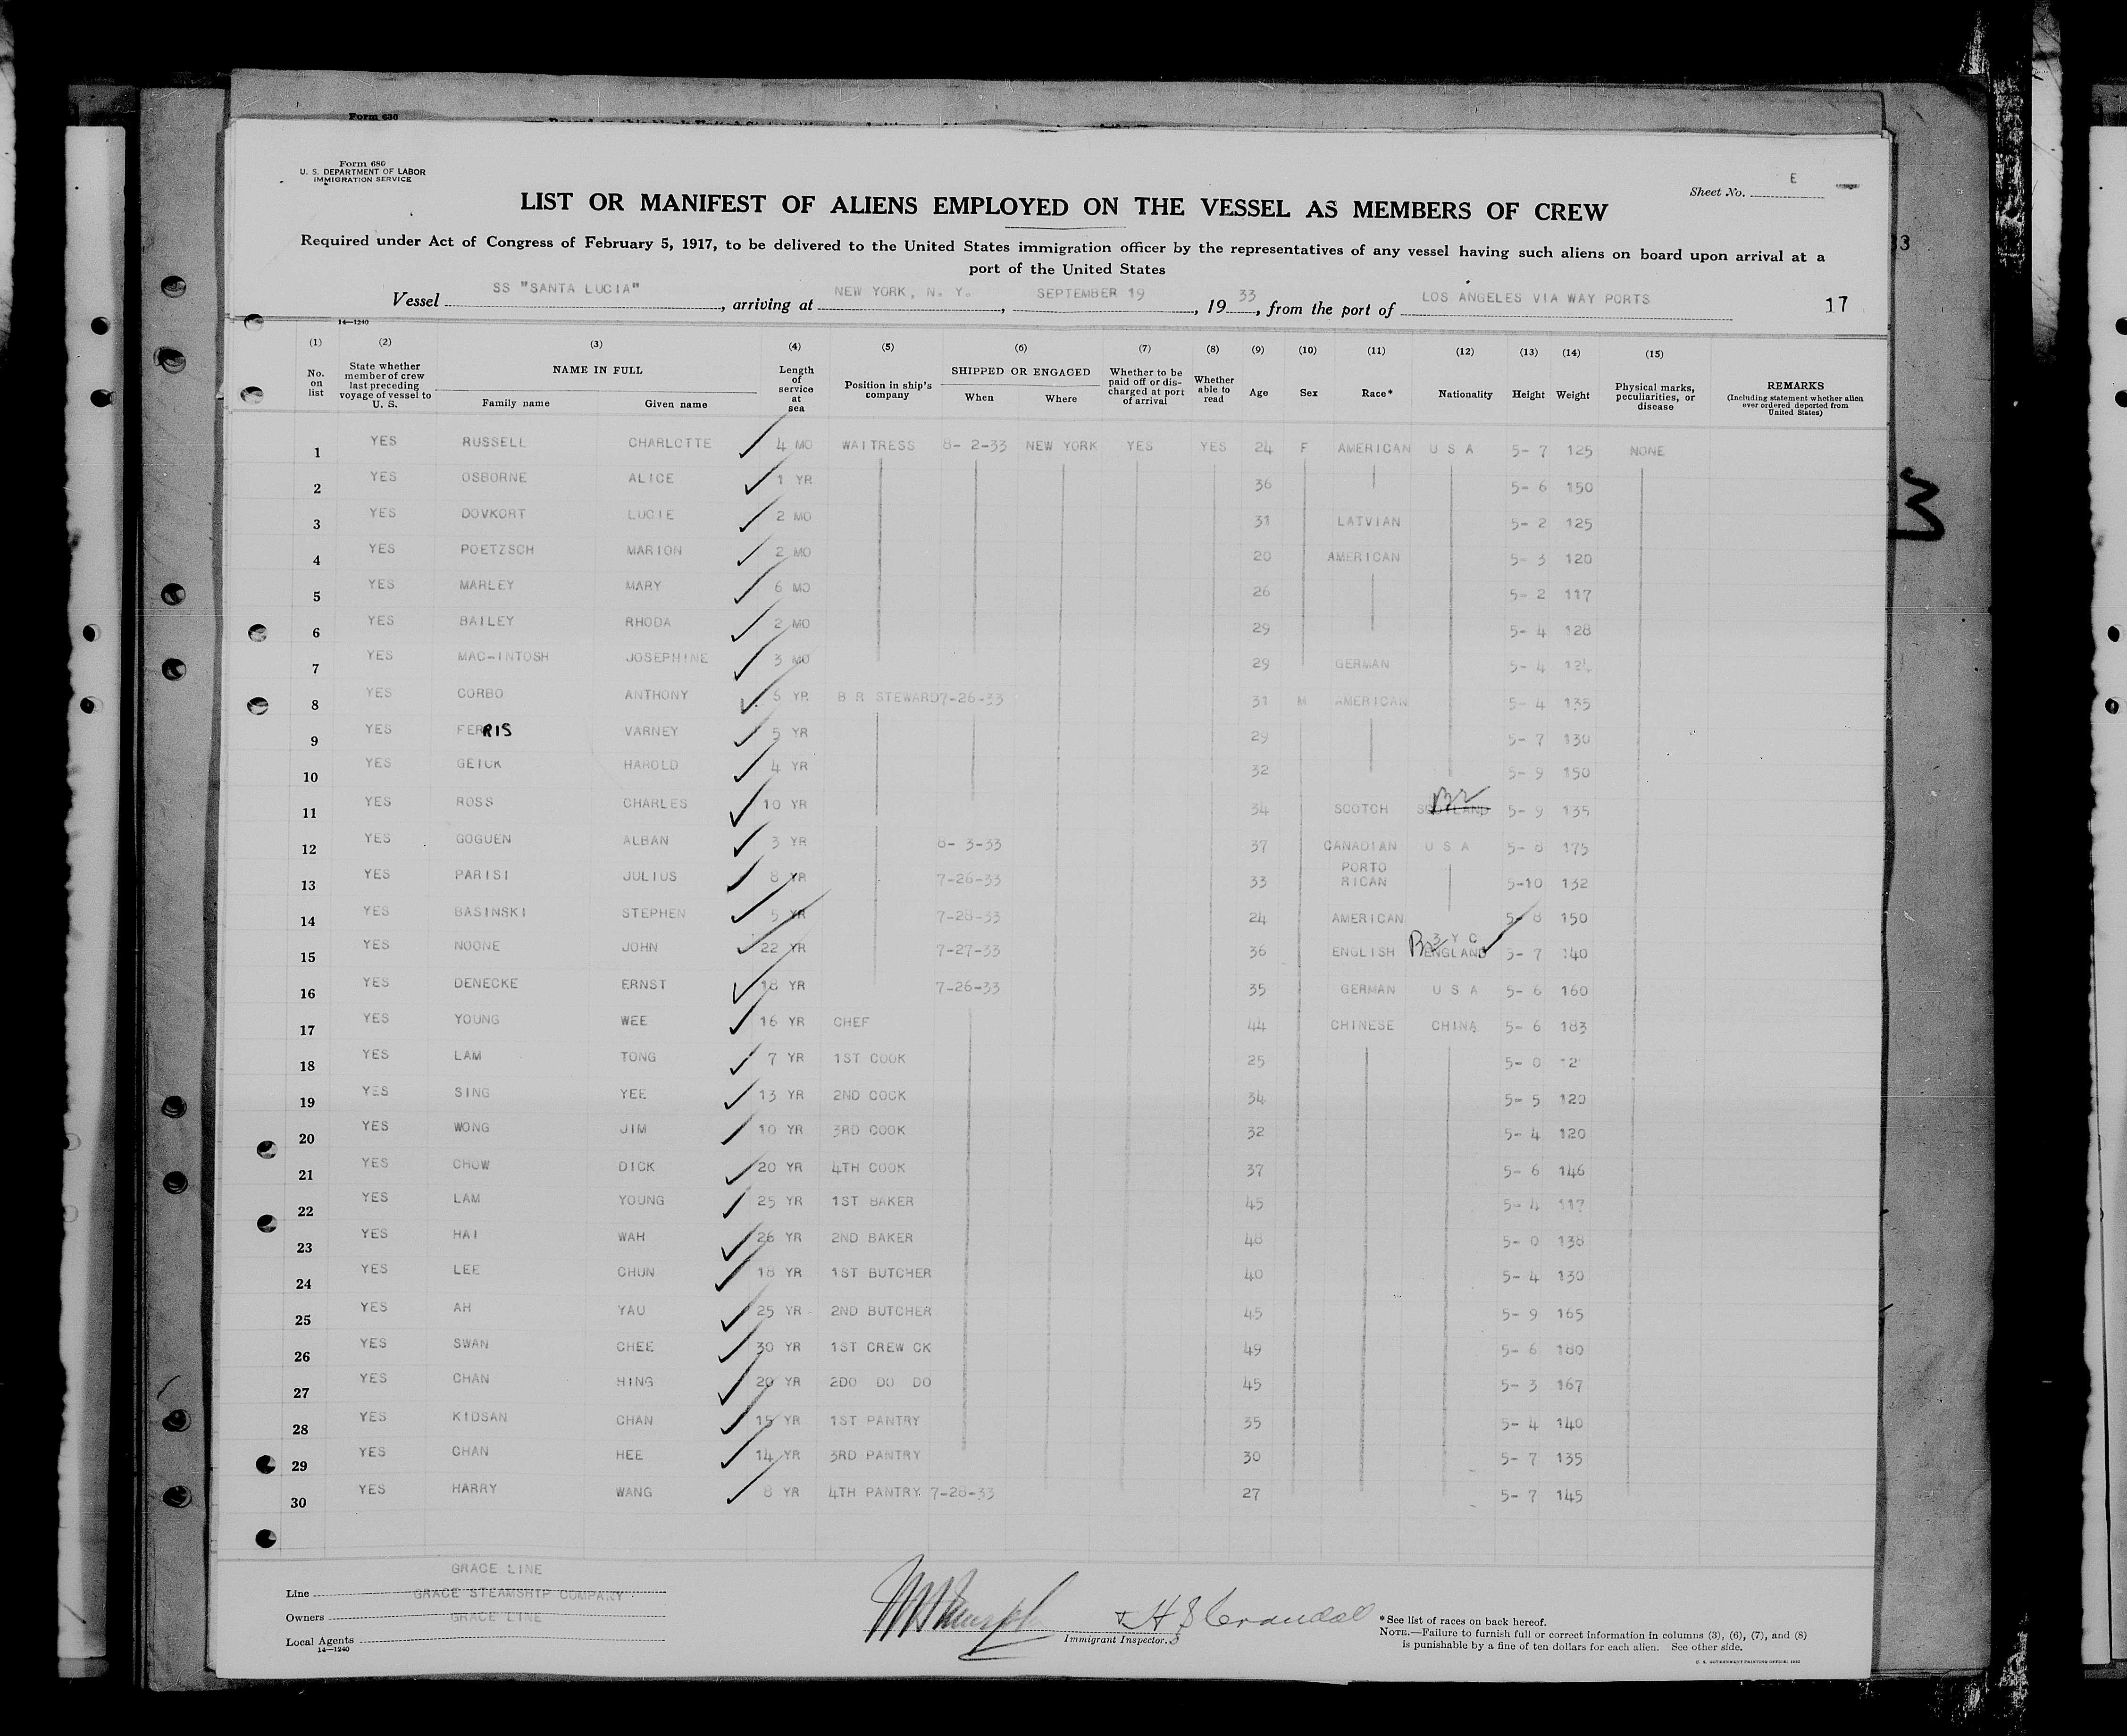 Form 630
Form 680
U. S. DEPARTMENT OF LABOR
IMMIGRATION SERVICE
Sheet No. E
LIST OR MANIFEST OF ALIENS EMPLOYED ON THE VESSEL AS MEMBERS OF CREW
Required under Act of Congress of February 5, 1917, to be delivered to the United States immigration officer by the representatives of any vessel having such aliens on board upon arrival at a
port of the United States
Vessel SS "SANTA LUCIA", arriving at NEW YORK, N. Y., SEPTEMBER 19, 1933, from the port of LOS ANGELES VIA WAY PORTS 17
14—1240
(1) (2) (3) (4) (5) (6) (7) (8) (9) (10) (11) (12) (13) (14) (15)
No. on list State whether member of crew last preceding voyage of vessel to U. S. NAME IN FULL Family name Given name Length of service at sea Position in ship's company SHIPPED OR ENGAGED When Where Whether to be paid off or discharged at port of arrival Whether able to read Age Sex Race* Nationality Height Weight Physical marks, peculiarities, or disease REMARKS (Including statement whether alien ever ordered deported from United States)
1 YES RUSSELL CHARLOTTE 4 MO WAITRESS 8- 2-33 NEW YORK YES YES 24 F AMERICAN U S A 5- 7 125 NONE
2 YES OSBORNE ALICE 1 YR 36 5- 6 150
3 YES DOVKORT LUCIE 2 MO 31 LATVIAN 5- 2 125
4 YES POETZSCH MARION 2 MO 20 AMERICAN 5- 3 120
5 YES MARLEY MARY 6 MO 26 5- 2 117
6 YES BAILEY RHODA 2 MO 29 5- 4 128
7 YES MAC-INTOSH JOSEPHINE 3 MO 29 GERMAN 5- 4
8 YES CORBO ANTHONY 5 YR B R STEWARD 7-26-33 31 M AMERICAN 5- 4 135
9 YES FERRIS VARNEY 5 YR 29 5- 7 130
10 YES GEICK HAROLD 4 YR 32 5- 9 150
11 YES ROSS CHARLES 10 YR 34 SCOTCH SCOTLAND Br 5- 9 135
12 YES GOGUEN ALBAN 3 YR 8- 3-33 37 CANADIAN U S A 5- 8 175
13 YES PARISI JULIUS 8 YR 7-26-33 33 PORTO RICAN 5-10 132
14 YES BASINSKI STEPHEN 5 YR 7-28-33 24 AMERICAN 5- 8 150
15 YES NOONE JOHN 22 YR 7-27-33 36 ENGLISH Br ENGLAND 5- 7 140
16 YES DENECKE ERNST 18 YR 7-26-33 35 GERMAN U S A 5- 6 160
17 YES YOUNG WEE 16 YR CHEF 44 CHINESE CHINA 5- 6 183
18 YES LAM TONG 7 YR 1ST COOK 25 5- 0
19 YES SING YEE 13 YR 2ND COOK 34 5- 5 120
20 YES WONG JIM 10 YR 3RD COOK 32 5- 4 120
21 YES CHOW DICK 20 YR 4TH COOK 37 5- 6 146
22 YES LAM YOUNG 25 YR 1ST BAKER 45 5- 4 117
23 YES HAI WAH 26 YR 2ND BAKER 48 5- 0 138
24 YES LEE CHUN 18 YR 1ST BUTCHER 40 5- 4 130
25 YES AH YAU 25 YR 2ND BUTCHER 45 5- 9 165
26 YES SWAN CHEE 30 YR 1ST CREW CK 49 5- 6 180
27 YES CHAN HING 20 YR 2DO DO DO 45 5- 3 167
28 YES KIDSAN CHAN 15 YR 1ST PANTRY 35 5- 4 140
29 YES CHAN HEE 14 YR 3RD PANTRY 30 5- 7 135
30 YES HARRY WANG 8 YR 4TH PANTRY 7-28-33 27 5- 7 145
GRACE LINE
Line GRACE STEAMSHIP COMPANY
Owners GRACE LINE
Local Agents
14—1240
Immigrant Inspector.
*See list of races on back hereof.
NOTE.—Failure to furnish full or correct information in columns (3), (6), (7), and (8)
is punishable by a fine of ten dollars for each alien. See other side.